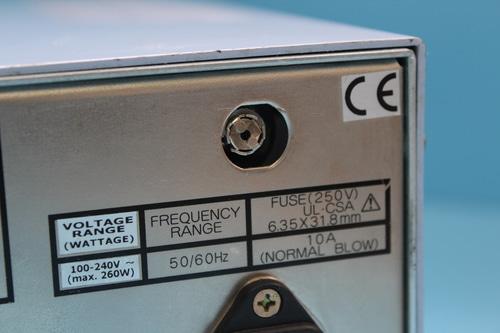 CE
VOLTAGE
RANGE
(WATTAGE)
FREQUENCY
RANGE
FUSE(250V)
UL·CSA
6.35X31.8mm
100-240V ~
(max. 260W)
50/60Hz
10A
(NORMAL BLOW)